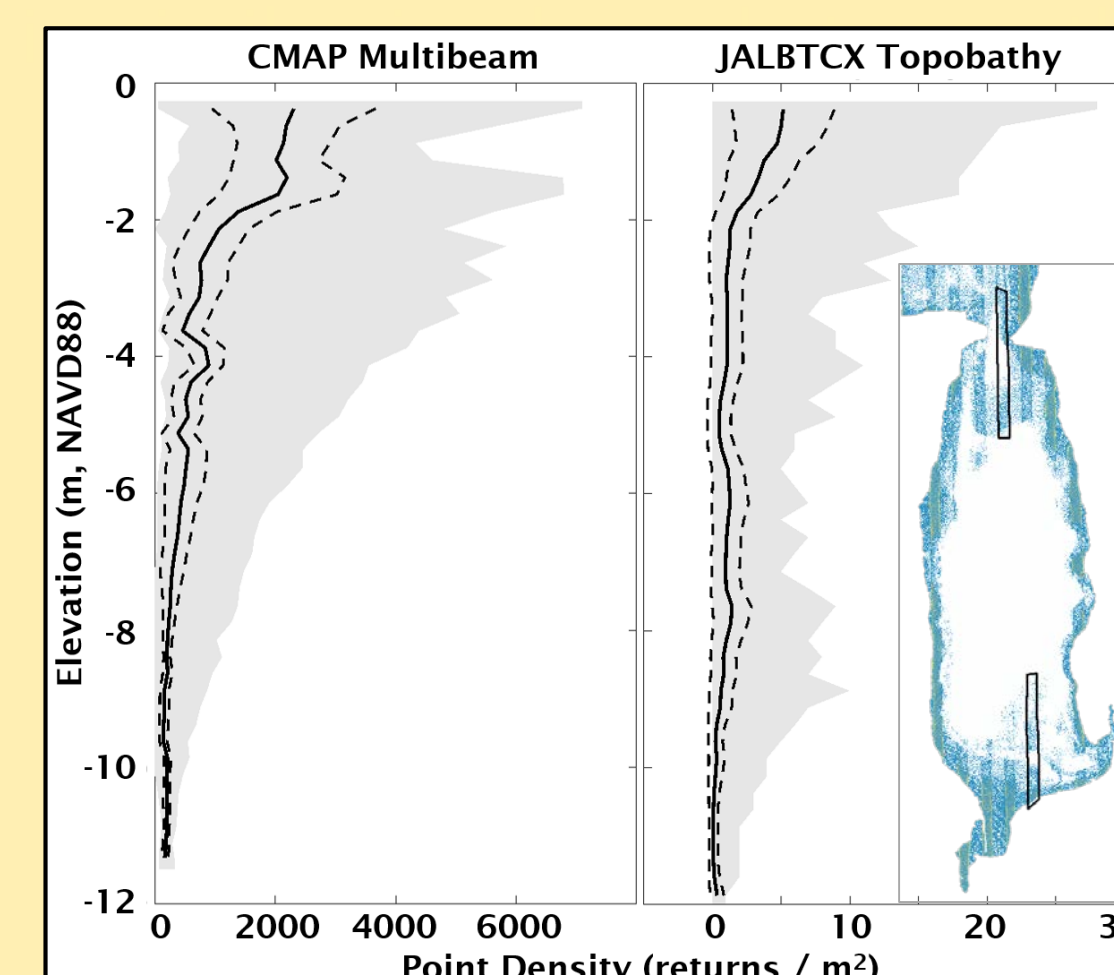 CMAP Multibeam
JALBTCX Topobathy
0
-2
-4
-6
-8
-10
-12
Elevation (m, NAVD88)
0 2000 4000 6000
0 10 20 3
Point Density (returns / m²)